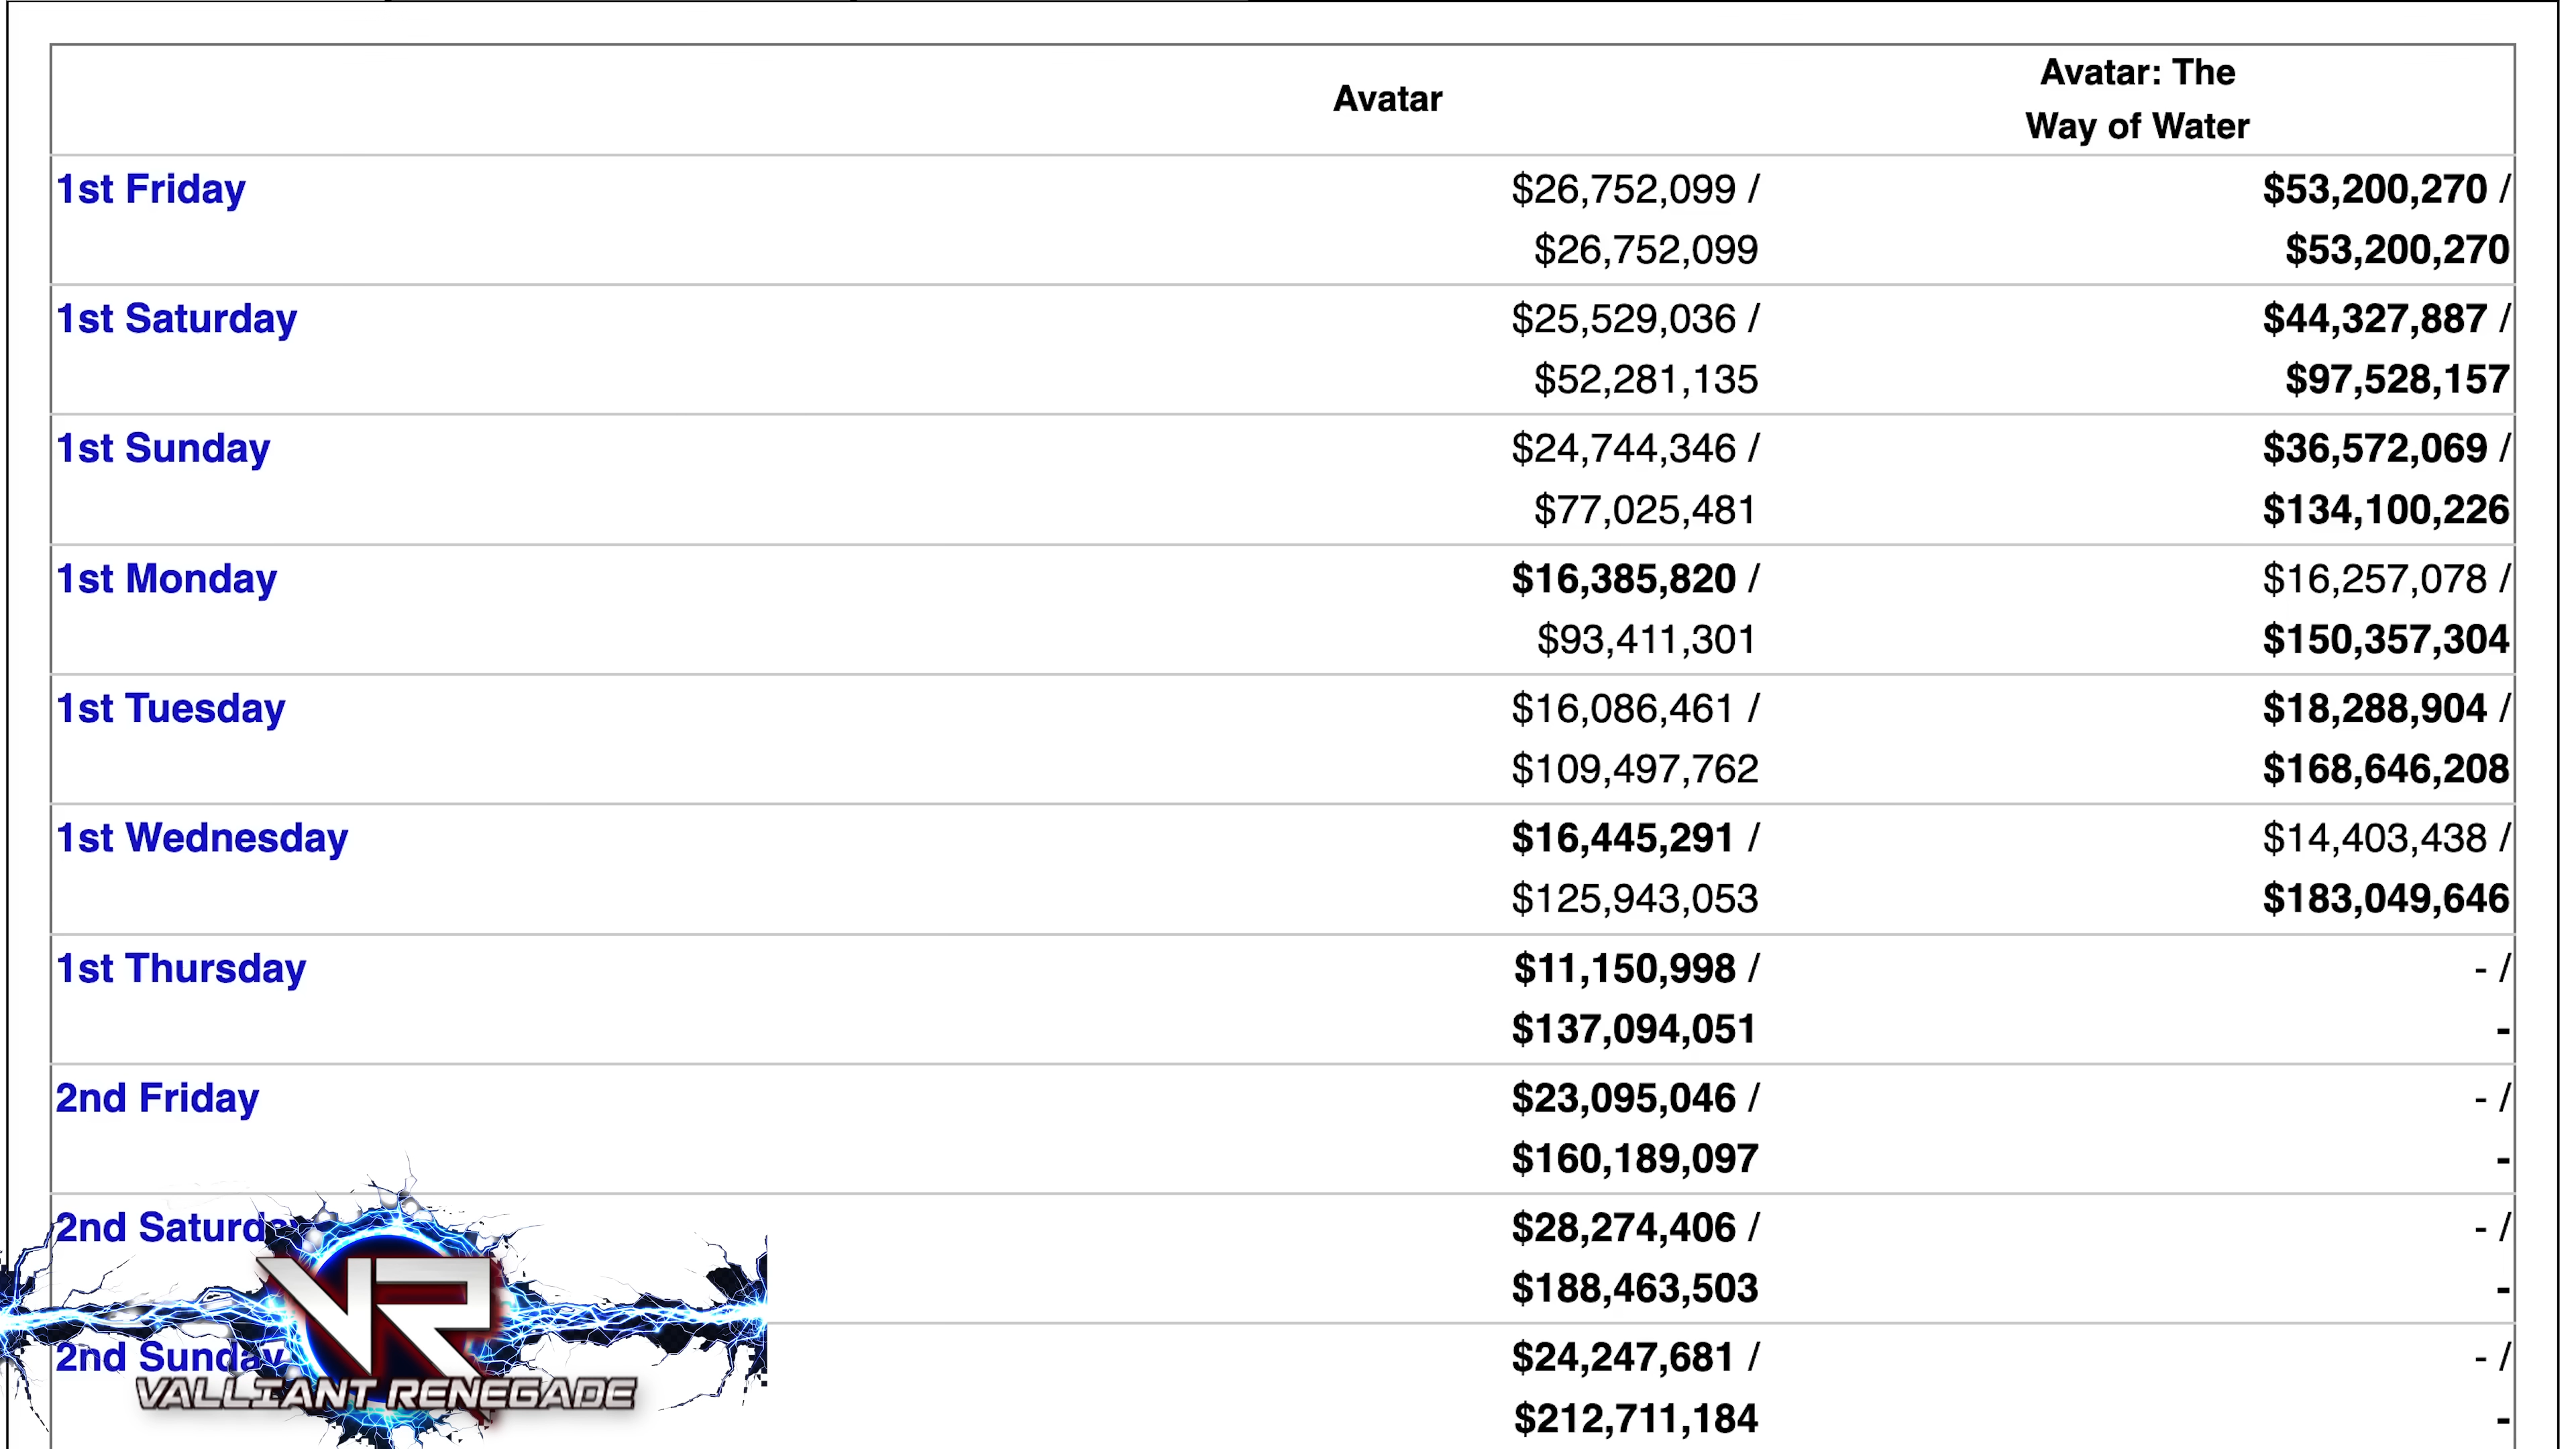 Avatar
Avatar: The
Way of Water
1st Friday
$26,752,099 /
$26,752,099
$53,200,270 /
$53,200,270
1st Saturday
$25,529,036 /
$52,281,135
$44,327,887 /
$97,528,157
1st Sunday
$24,744,346 /
$77,025,481
$36,572,069 /
$134,100,226
1st Monday
$16,385,820 /
$93,411,301
$16,257,078 /
$150,357,304
1st Tuesday
$16,086,461 /
$109,497,762
$18,288,904 /
$168,646,208
1st Wednesday
$16,445,291 /
$125,943,053
$14,403,438 /
$183,049,646
1st Thursday
$11,150,998 /
$137,094,051
- /
-
2nd Friday
$23,095,046 /
$160,189,097
- /
-
2nd Saturday
$28,274,406 /
$188,463,503
- /
-
2nd Sunday
$24,247,681 /
$212,711,184
- /
-
VR
VALLIANT RENEGADE